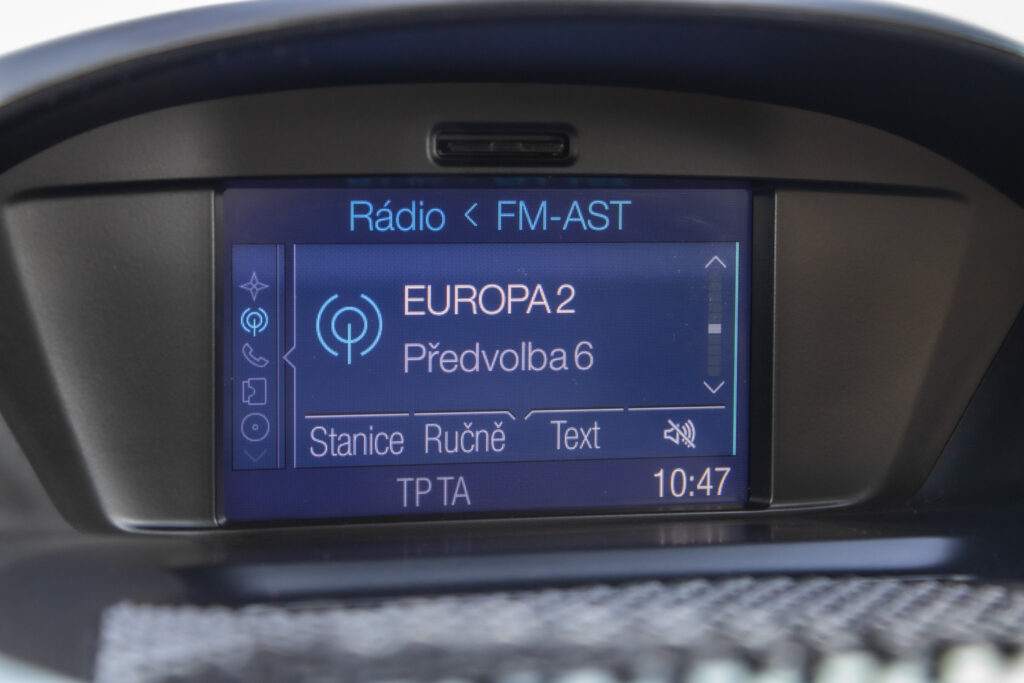 Rádio < FM-AST
EUROPA 2
Předvolba 6
Stanice Ručně Text
TP TA 10:47